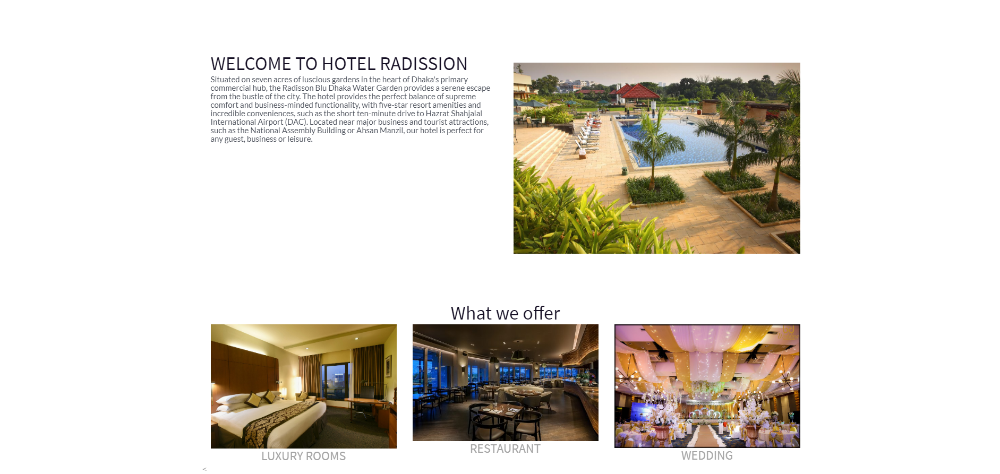 WELCOME TO HOTEL RADISSION
Situated on seven acres of luscious gardens in the heart of Dhaka's primary
commercial hub, the Radisson Blu Dhaka Water Garden provides a serene escape
from the bustle of the city. The hotel provides the perfect balance of supreme
comfort and business-minded functionality, with five-star resort amenities and
incredible conveniences, such as the short ten-minute drive to Hazrat Shahjalal
International Airport (DAC). Located near major business and tourist attractions,
such as the National Assembly Building or Ahsan Manzil, our hotel is perfect for
any guest, business or leisure.
What we offer
LUXURY ROOMS
RESTAURANT
WEDDING
<